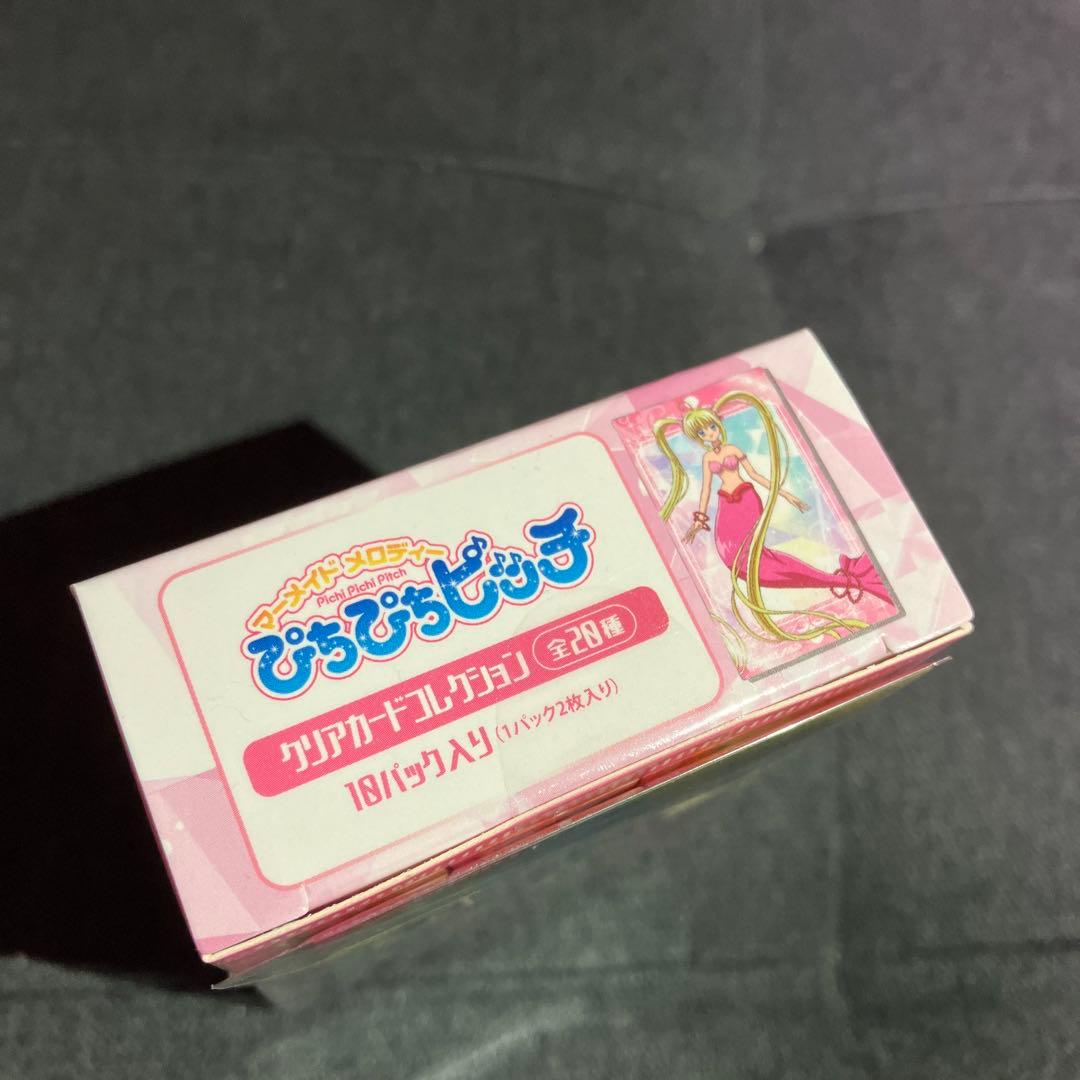 マーメイド メロディー
Pichi Pichi Pitch
ぴちぴちピッチ
クリアカードコレクション 全20種
10パック入り(1パック2枚入り)